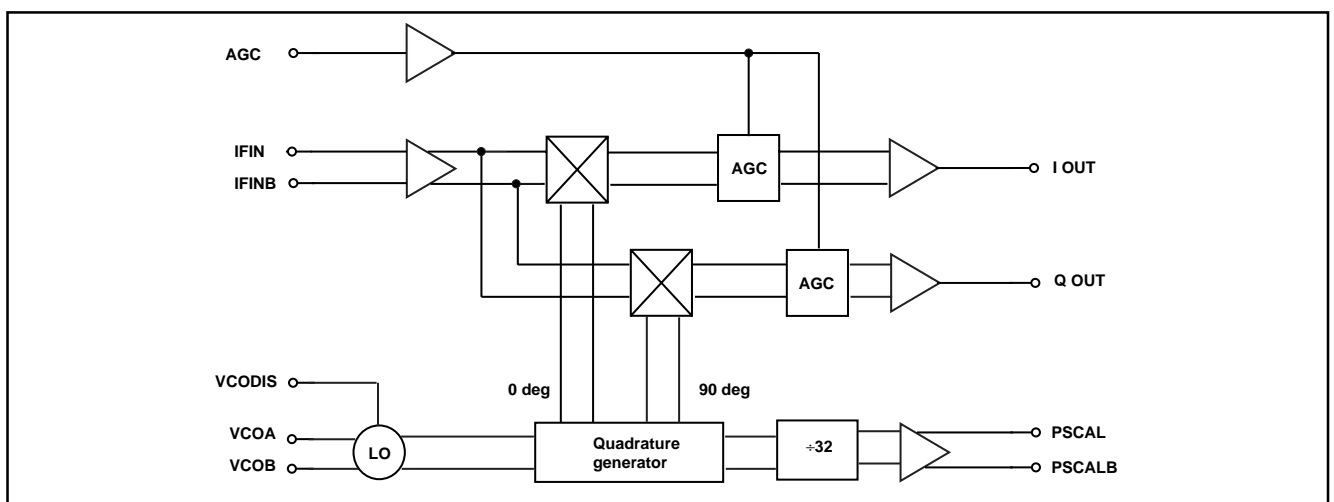 AGC
IFIN
IFINB
AGC
I OUT
AGC
Q OUT
VCODIS
0 deg
90 deg
VCOA
VCOB
LO
Quadrature
generator
÷32
PSCAL
PSCALB